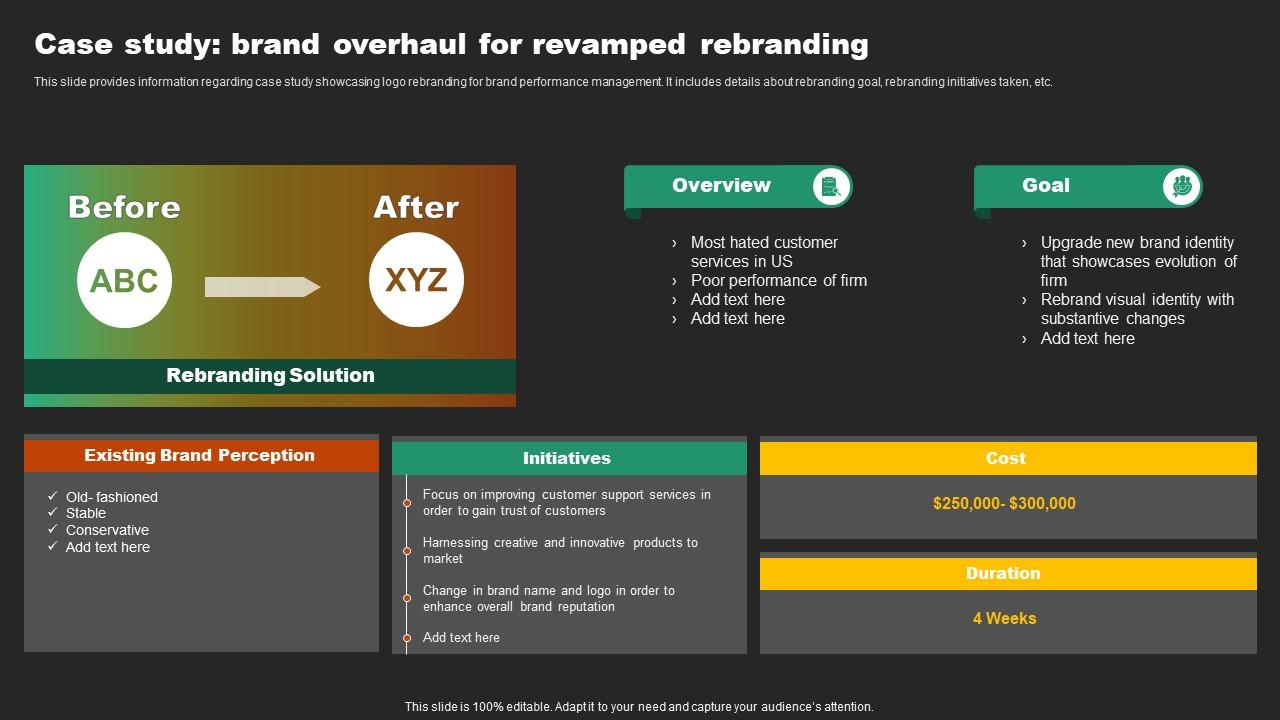 Case study: brand overhaul for revamped rebranding
This slide provides information regarding case study showcasing logo rebranding for brand performance management. It includes details about rebranding goal, rebranding initiatives taken, etc.
Before
After
ABC
XYZ
Rebranding Solution
Overview
› Most hated customer
services in US
› Poor performance of firm
› Add text here
› Add text here
Goal
› Upgrade new brand identity
that showcases evolution of
firm
› Rebrand visual identity with
substantive changes
› Add text here
Existing Brand Perception
✓ Old- fashioned
✓ Stable
✓ Conservative
✓ Add text here
Initiatives
Focus on improving customer support services in
order to gain trust of customers
Harnessing creative and innovative products to
market
Change in brand name and logo in order to
enhance overall brand reputation
Add text here
Cost
$250,000- $300,000
Duration
4 Weeks
This slide is 100% editable. Adapt it to your need and capture your audience's attention.